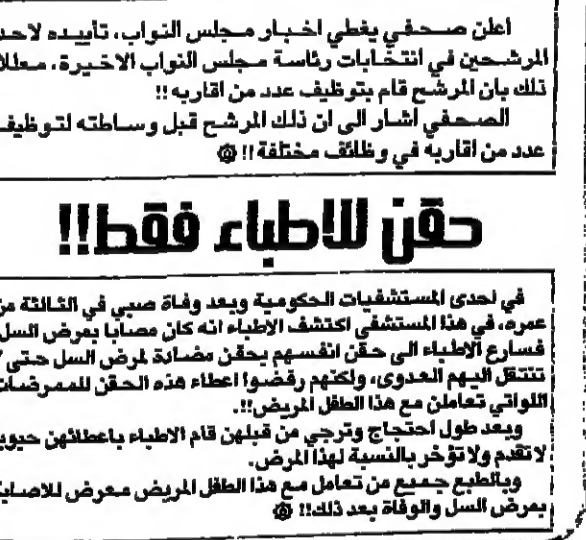 اعلن صحفي يغطي اخبار مجلس النواب، تأييده لاحد
المرشحين في انتخابات رئاسة مجلس النواب الاخيرة، معللا
ذلك بان المرشح قام بتوظيف عدد من اقاربه!!
الصحفي اشار الى ان ذلك المرشح قبل وساطته لتوظيف
عدد من اقاربه في وظائف مختلفة!!
حقن للاطباء فقط!!
في احدى المستشفيات الحكومية وبعد وفاة صبي في الثالثة من
عمره، في هذا المستشفى اكتشف الاطباء انه كان مصابا بمرض السل
فسارع الاطباء الى حقن انفسهم بحقن مضادة لمرض السل حتى لا
تنتقل اليهم العدوى، ولكنهم رفضوا اعطاء هذه الحقن للممرضات
اللواتي تعاملن مع هذا الطفل المريض!!.
وبعد طول احتجاج وترجي من قبلهن قام الاطباء باعطائهن حبوب
لا تقدم ولا تؤخر بالنسبة لهذا المرض.
وبالطبع جميع من تعامل مع هذا الطفل المريض معرض للاصابة
بمرض السل والوفاة بعد ذلك!!